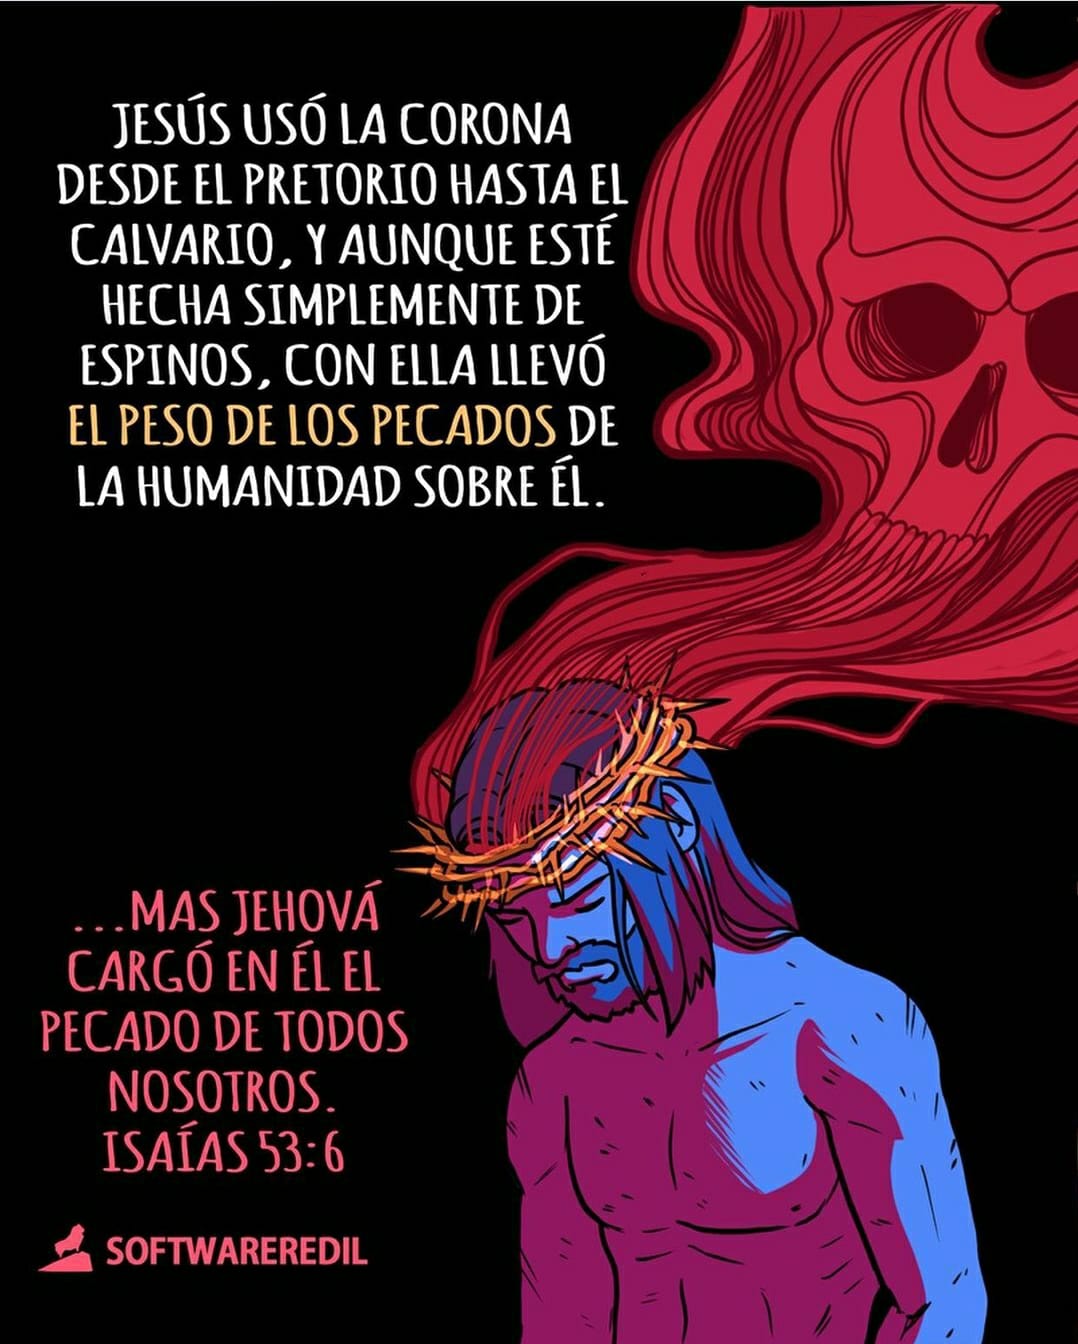 JESÚS USÓ LA CORONA
DESDE EL PRETORIO HASTA EL
CALVARIO, Y AUNQUE ESTÉ
HECHA SIMPLEMENTE DE
ESPINOS, CON ELLA LLEVÓ
EL PESO DE LOS PECADOS DE
LA HUMANIDAD SOBRE ÉL.
...MAS JEHOVÁ
CARGÓ EN ÉL EL
PECADO DE TODOS
NOSOTROS.
ISAÍAS 53:6
SOFTWAREREDIL